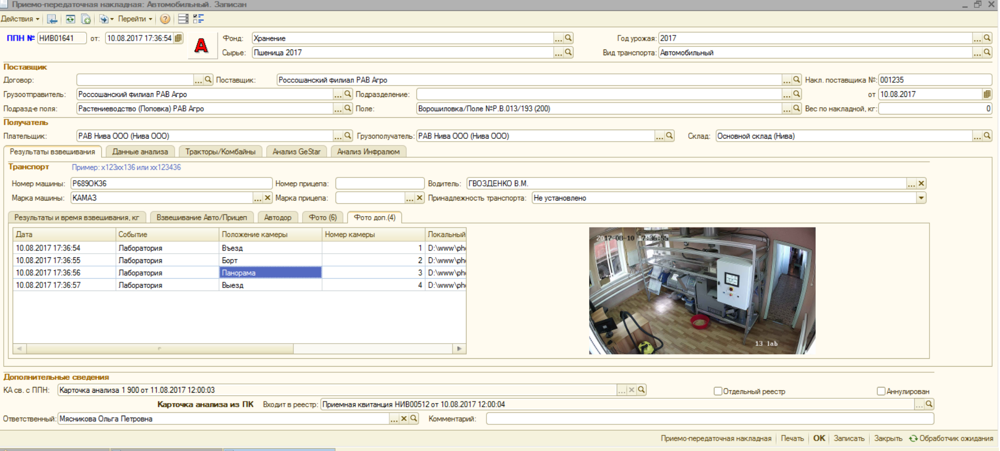 Приемо-передаточная накладная: Автомобильный. Записан
Действия Перейти
ППН № НИВ01641 от: 10.08.2017 17:36:54 А Фонд: Хранение Год урожая: 2017
Сырье: Пшеница 2017 Вид транспорта: Автомобильный
Поставщик
Договор: Поставщик: Россошанский филиал РАВ Агро Накл. поставщика №: 001235
Грузоотправитель: Россошанский филиал РАВ Агро Подразделение: от 10.08.2017
Подразд-е поля: Растениеводство (Поповка) РАВ Агро Поле: Ворошиловка/Поле №Р.В.013/193 (200) Вес по накладной, кг: 0
Получатель
Плательщик: РАВ Нива ООО (Нива ООО) Грузополучатель: РАВ Нива ООО (Нива ООО) Склад: Основной склад (Нива)
Результаты взвешивания Данные анализа Тракторы/Комбайны Анализ GeStar Анализ Инфралюм
Транспорт Пример: х123хх136 или хх123436
Номер машины: Р689ОК36 Номер прицепа: Водитель: ГВОЗДЕНКО В.М.
Марка машины: КАМАЗ Марка прицепа: Принадлежность транспорта: Не установлено
Результаты и время взвешивания, кг Взвешивание Авто/Прицеп Автодор Фото (6) Фото доп.(4)
Дата Событие Положение камеры Номер камеры Локальный
10.08.2017 17:36:54 Лаборатория Въезд 1 D:\www\pho
10.08.2017 17:36:55 Лаборатория Борт 2 D:\www\pho
10.08.2017 17:36:56 Лаборатория Панорама 3 D:\www\pho
10.08.2017 17:36:57 Лаборатория Выезд 4 D:\www\pho
2017-08-10 17:36:55
13 lab
Дополнительные сведения
КА св. с ППН: Карточка анализа 1 900 от 11.08.2017 12:00:03 Отдельный реестр Аннулирован
Карточка анализа из ПК Входит в реестр: Приемная квитанция НИВ00512 от 10.08.2017 12:00:04
Ответственный: Мясникова Ольга Петровна Комментарий:
Приемо-передаточная накладная Печать OK Записать Закрыть Обработчик ожидания